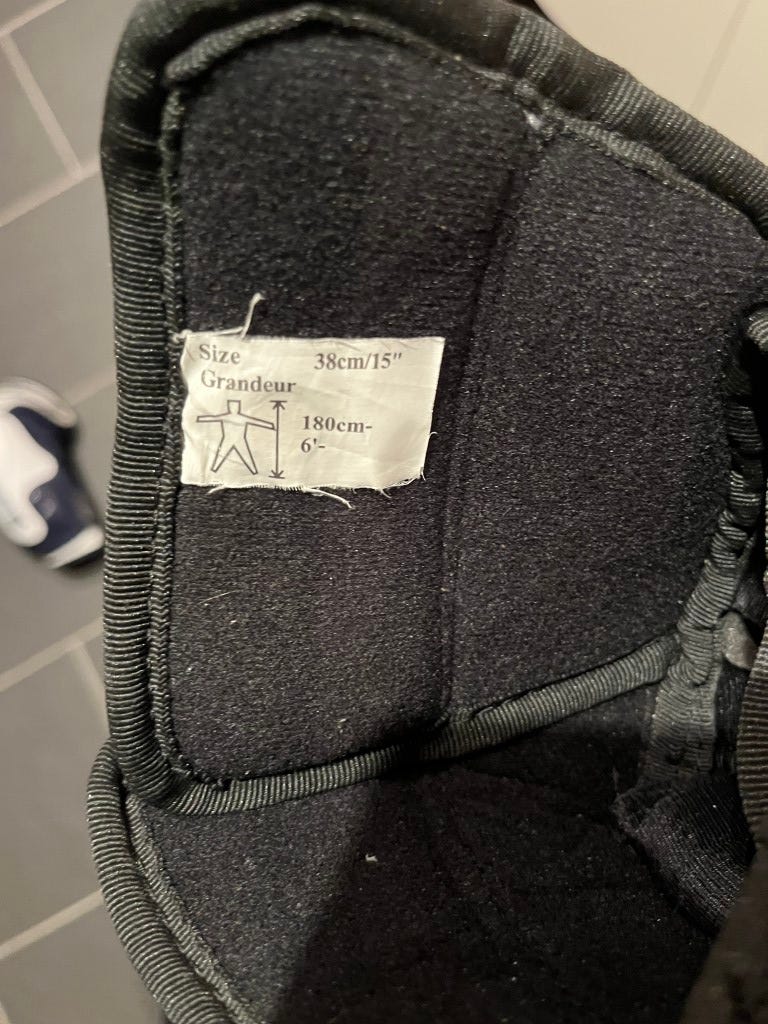 Size 38cm/15"
Grandeur
180cm-
6'-